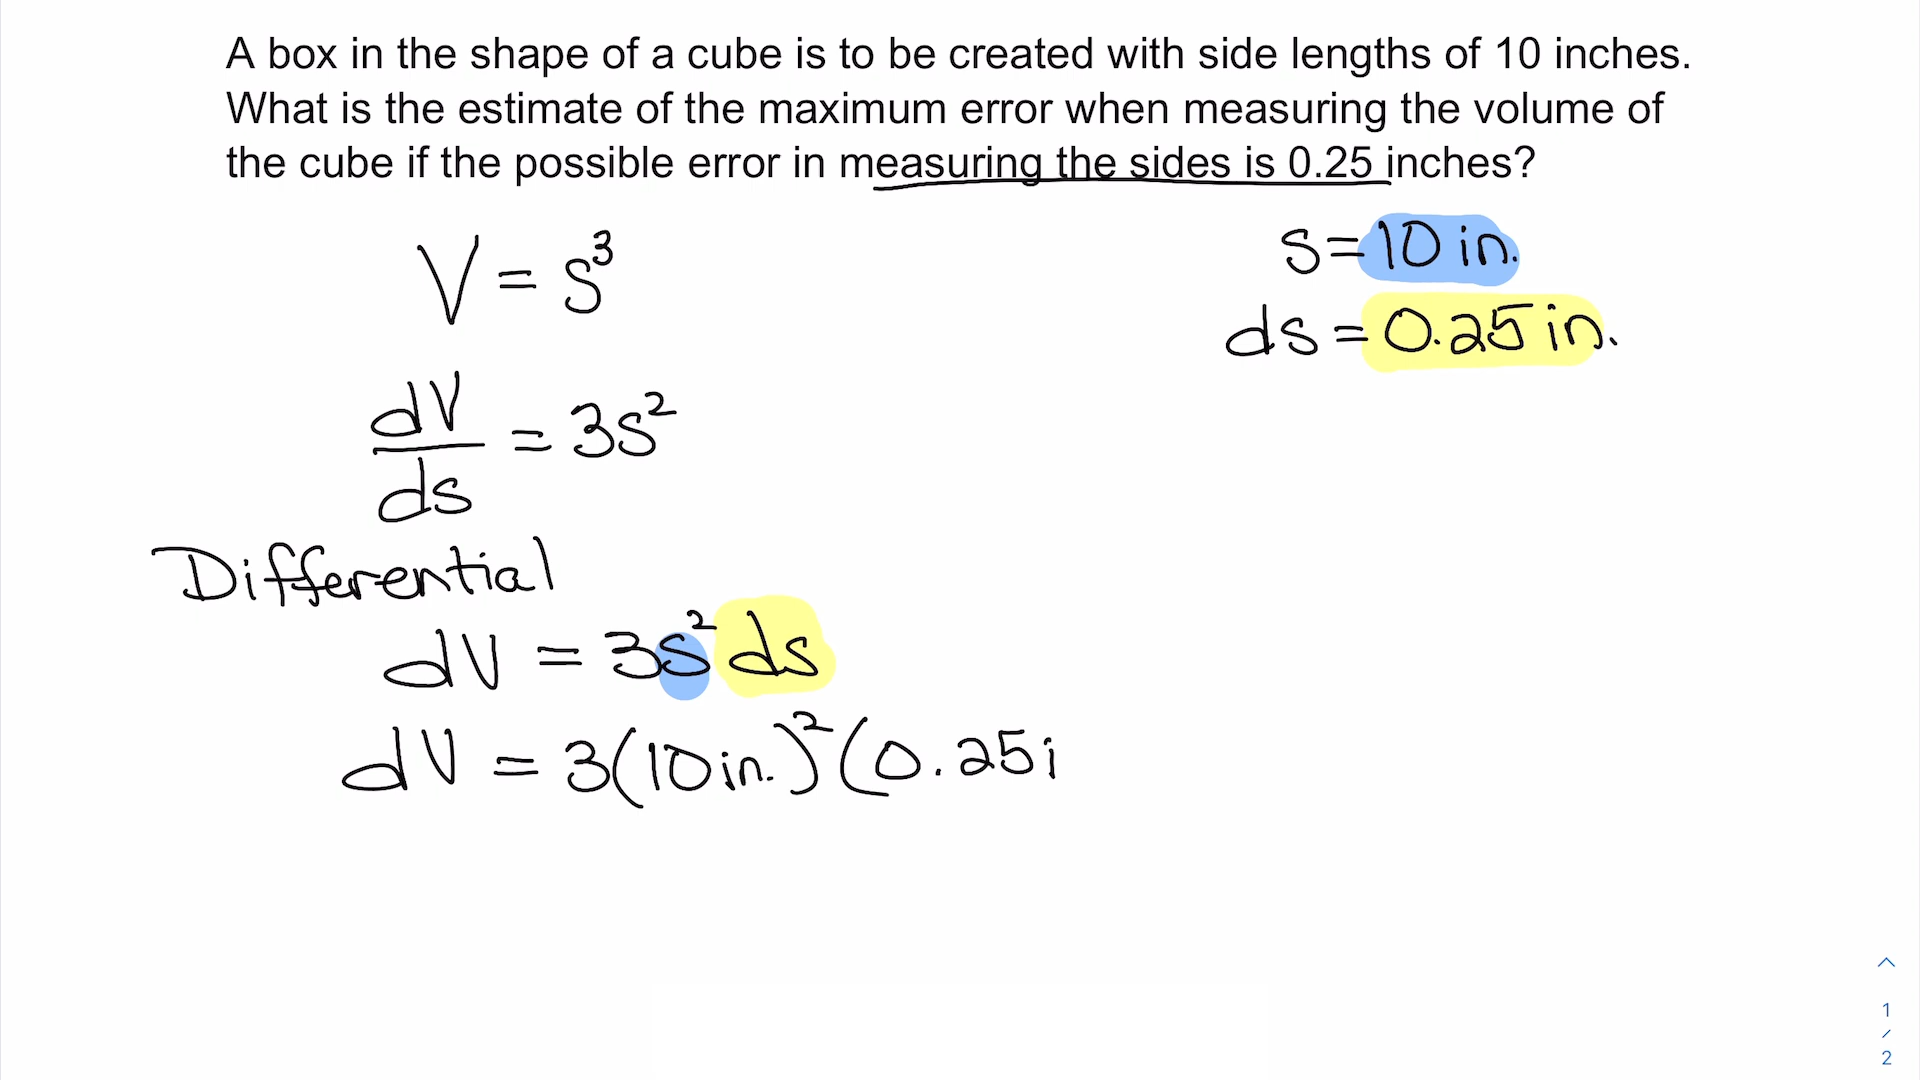 A box in the shape of a cube is to be created with side lengths of 10 inches.
What is the estimate of the maximum error when measuring the volume of
the cube if the possible error in measuring the sides is 0.25 inches?
V = s³
s = 10 in.
ds = 0.25 in.
dV/ds = 3s²
Differential
dV = 3s² ds
dV = 3(10 in.)² (0.25 i
1
/
2